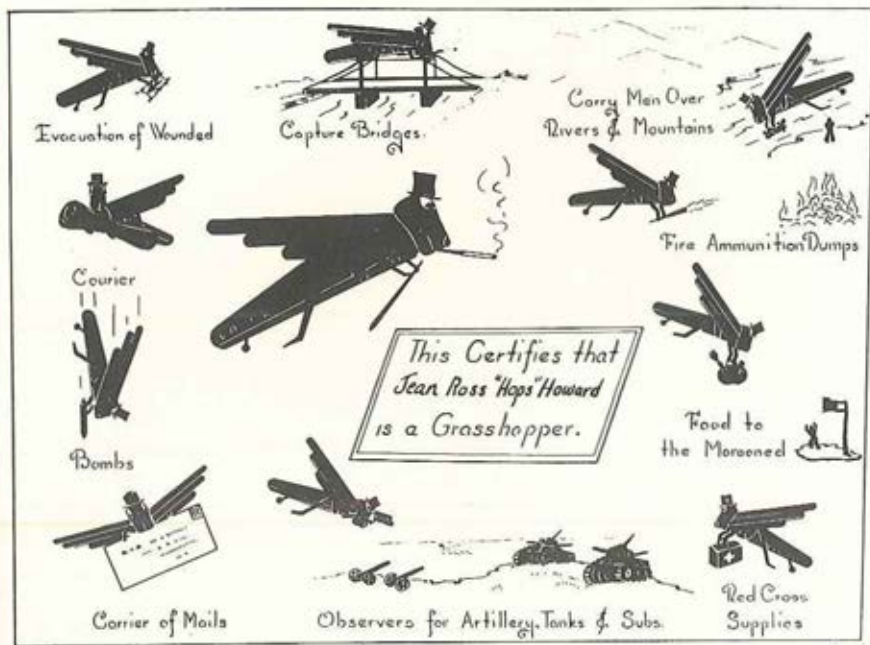 Evacuation of Wounded
Capture Bridges.
Carry Men Over
Rivers & Mountains
Courier
Fire Ammunition Dumps
This Certifies that
Jean Ross "Hops" Howard
is a Grasshopper.
Bombs
Food to
the Marooned
Carrier of Mails
Observers for Artillery, Tanks & Subs.
Red Cross
Supplies